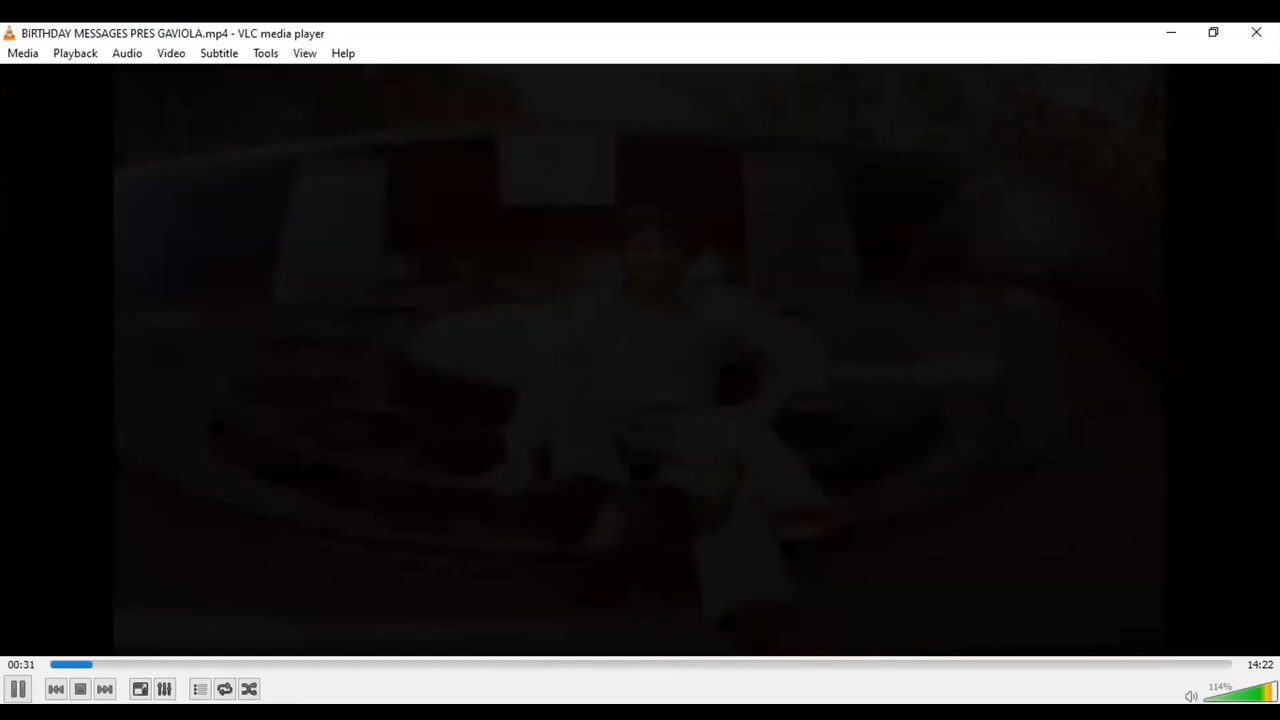 BIRTHDAY MESSAGES PRES GAVIOLA.mp4 - VLC media player
Media Playback Audio Video Subtitle Tools View Help
00:31 14:22
114%